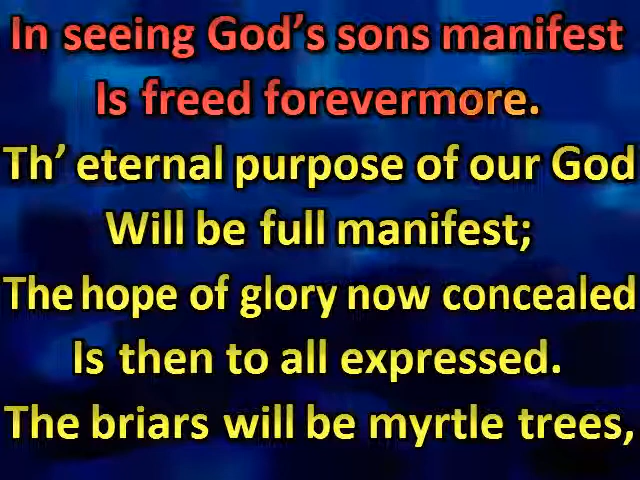 In seeing God’s sons manifest
Is freed forevermore.
Th’ eternal purpose of our God
Will be full manifest;
The hope of glory now concealed
Is then to all expressed.
The briars will be myrtle trees,